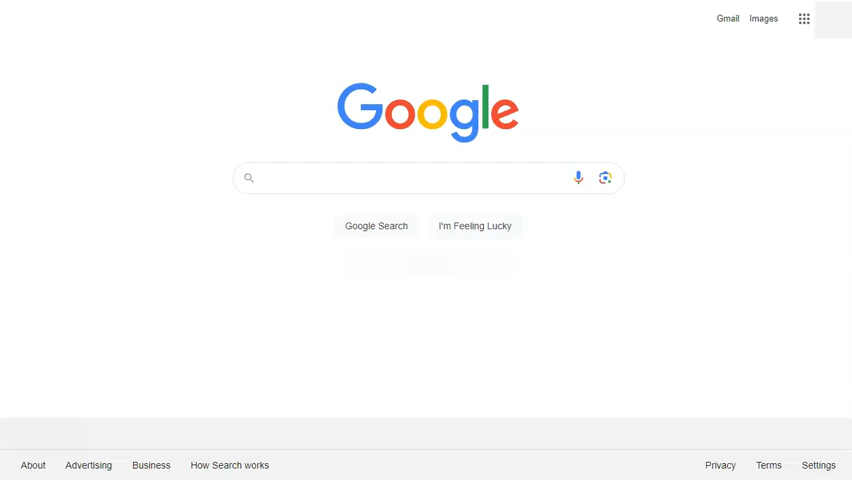 Gmail Images
Google
Google Search I'm Feeling Lucky
About Advertising Business How Search works Privacy Terms Settings